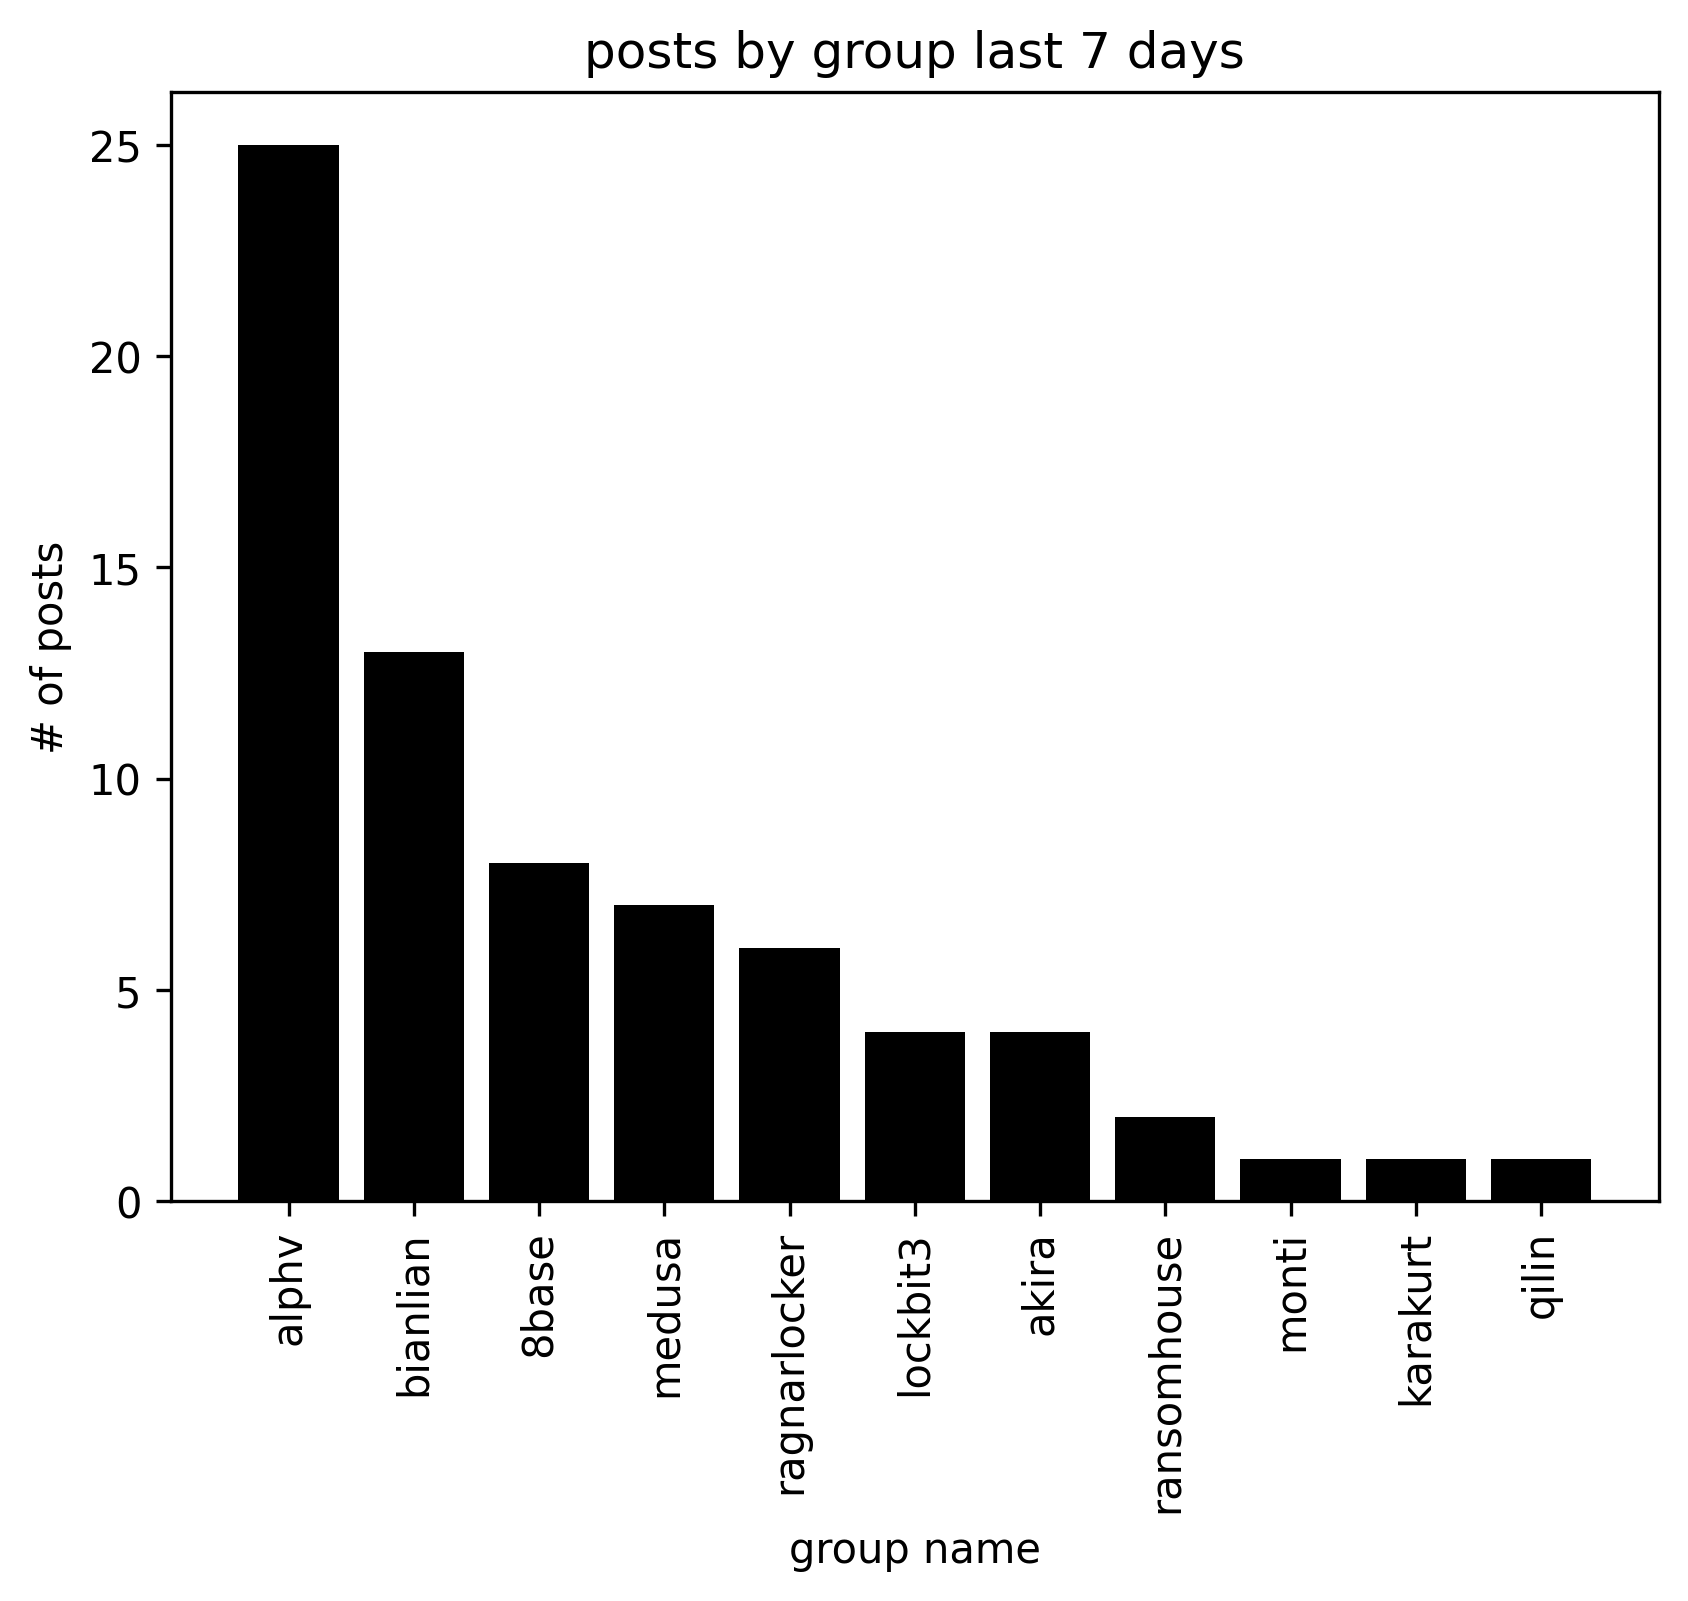 posts by group last 7 days
# of posts
25
20
15
10
5
0
alphv
bianlian
8base
medusa
ragnarlocker
lockbit3
akira
ransomhouse
monti
karakurt
qilin
group name